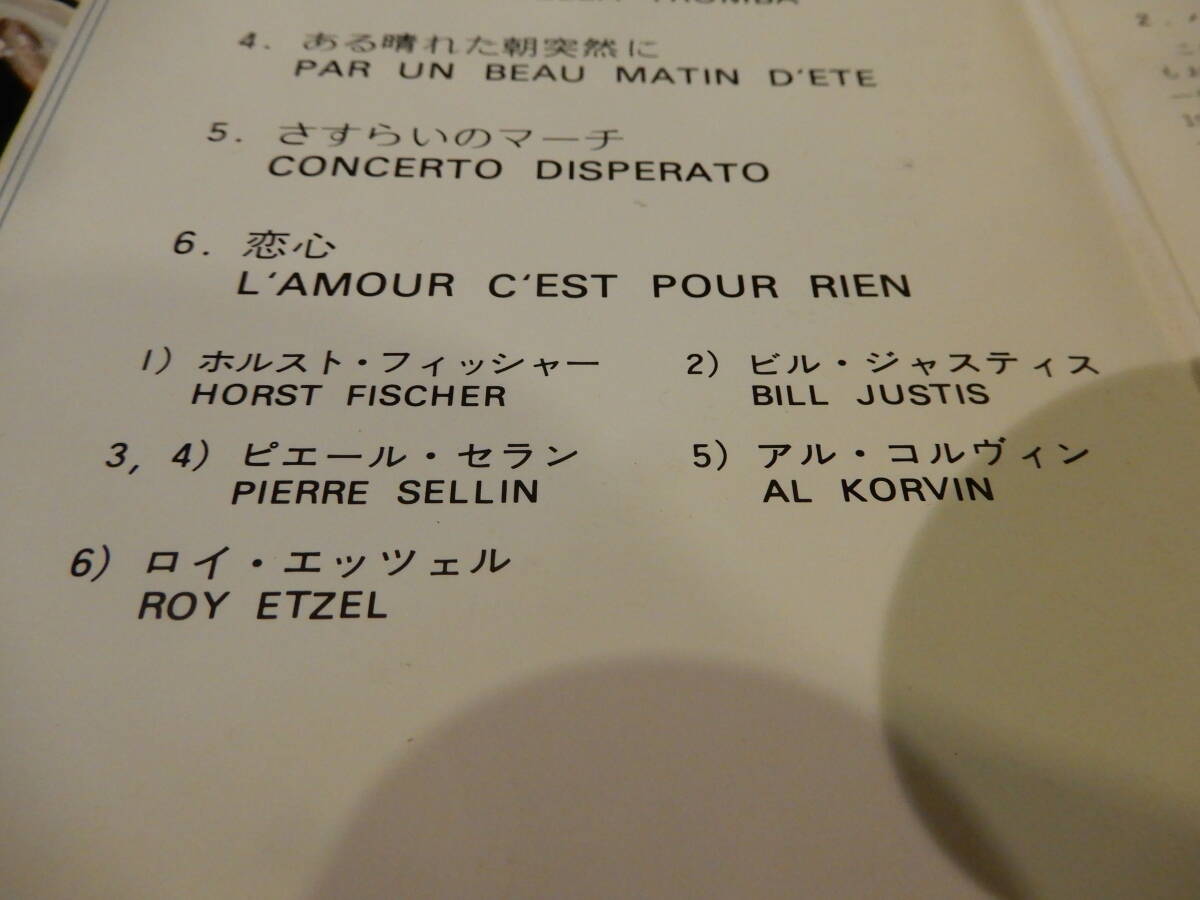 4. ある晴れた朝突然に
PAR UN BEAU MATIN D'ETE
5. さすらいのマーチ
CONCERTO DISPERATO
6. 恋心
L'AMOUR C'EST POUR RIEN
1) ホルスト・フィッシャー
HORST FISCHER
2) ビル・ジャスティス
BILL JUSTIS
3, 4) ピエール・セラン
PIERRE SELLIN
5) アル・コルヴィン
AL KORVIN
6) ロイ・エッツェル
ROY ETZEL
2.